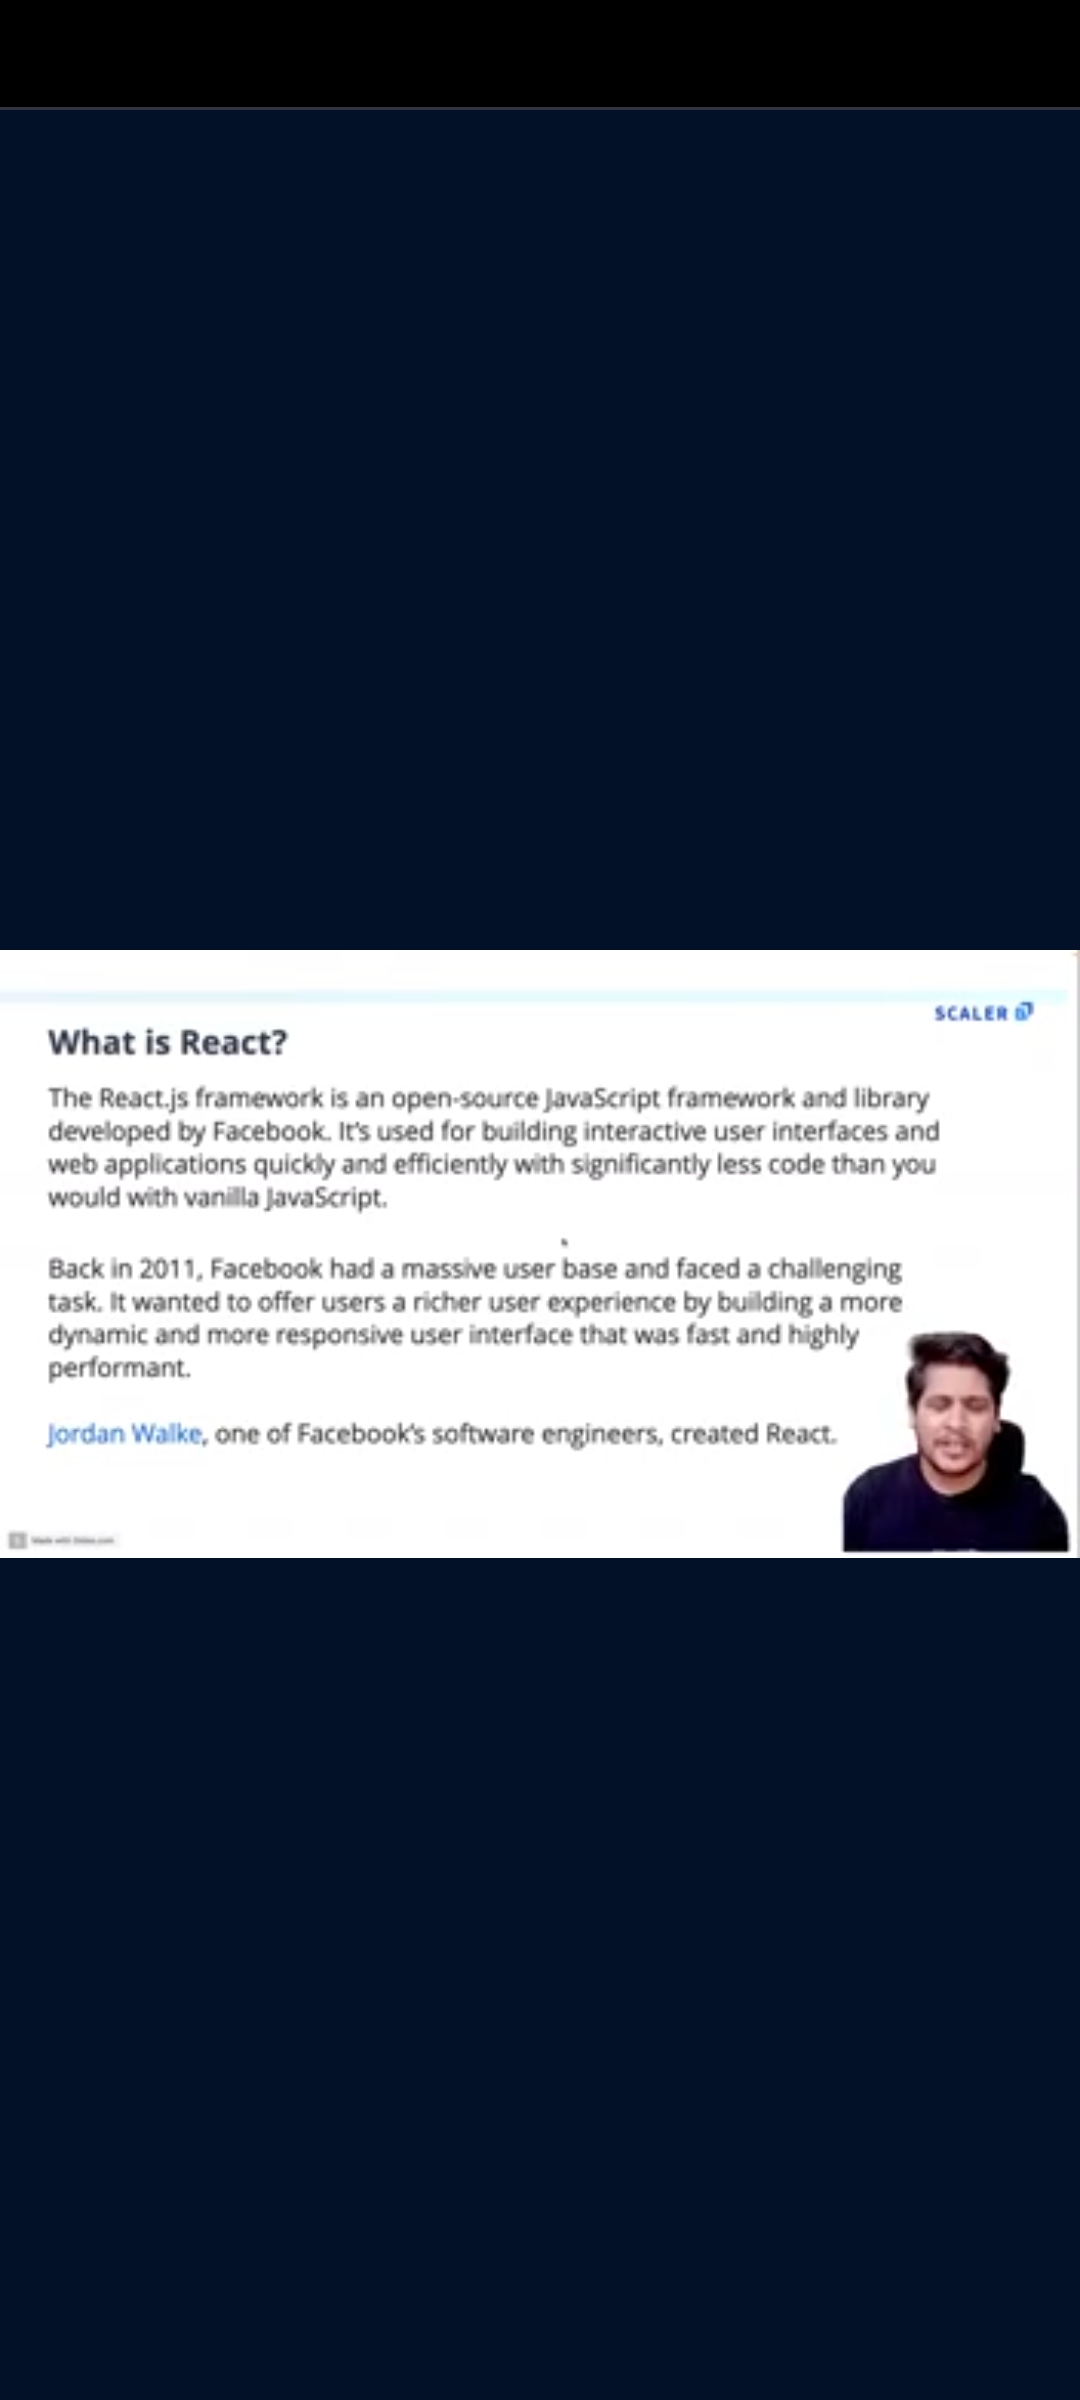 SCALER
What is React?
The React.js framework is an open-source JavaScript framework and library
developed by Facebook. It's used for building interactive user interfaces and
web applications quickly and efficiently with significantly less code than you
would with vanilla JavaScript.
Back in 2011, Facebook had a massive user base and faced a challenging
task. It wanted to offer users a richer user experience by building a more
dynamic and more responsive user interface that was fast and highly
performant.
Jordan Walke, one of Facebook's software engineers, created React.
Made with